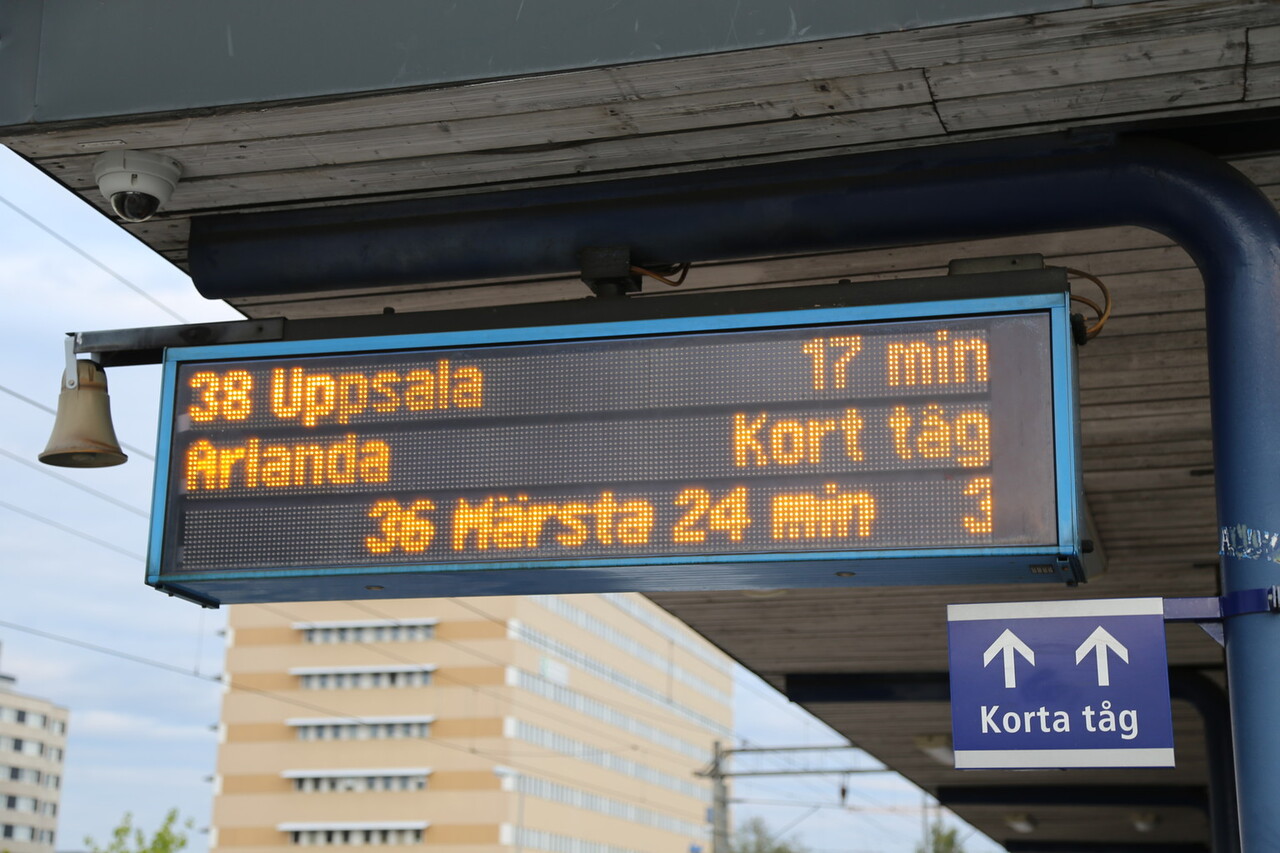 38 Uppsala 17 min
Arlanda Kort tåg
36 Märsta 24 min 3
Korta tåg